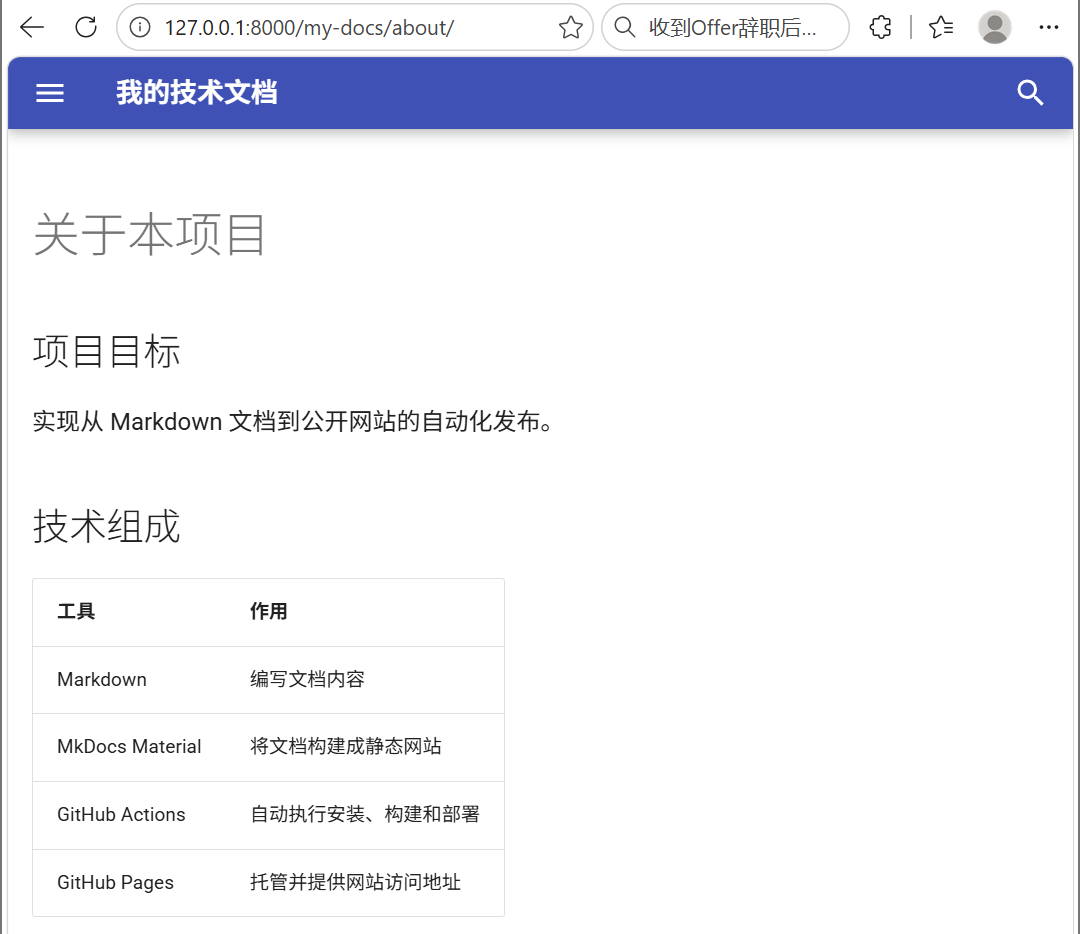 127.0.0.1:8000/my-docs/about/ 收到Offer辞职后...
我的技术文档
关于本项目
项目目标
实现从 Markdown 文档到公开网站的自动化发布。
技术组成
工具 作用
Markdown 编写文档内容
MkDocs Material 将文档构建成静态网站
GitHub Actions 自动执行安装、构建和部署
GitHub Pages 托管并提供网站访问地址